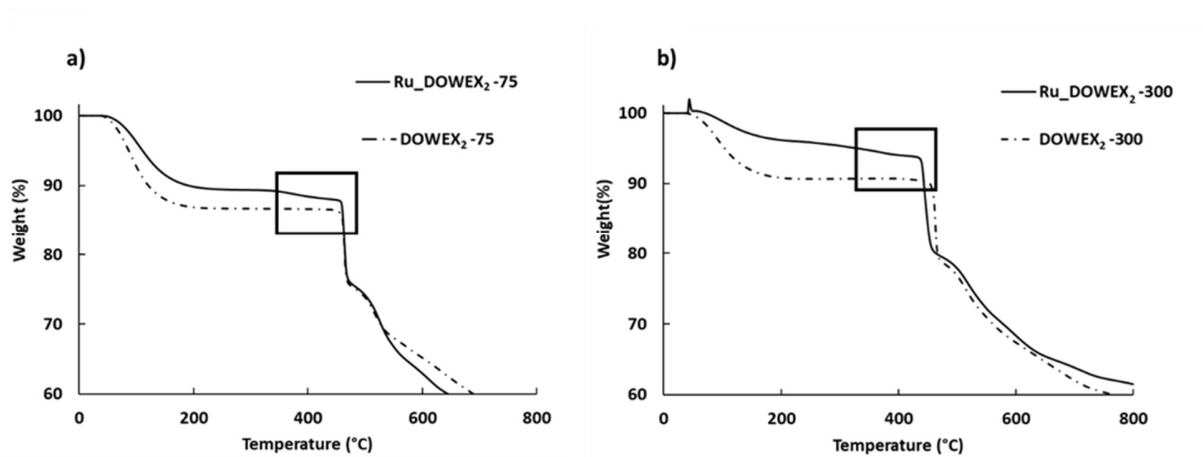 a)
Ru_DOWEX₂ -75
DOWEX₂ -75
100
90
80
70
60
Weight (%)
0 200 400 600 800
Temperature (°C)
b)
Ru_DOWEX₂ -300
DOWEX₂ -300
100
90
80
70
60
Weight(%)
0 200 400 600 800
Temperature (°C)